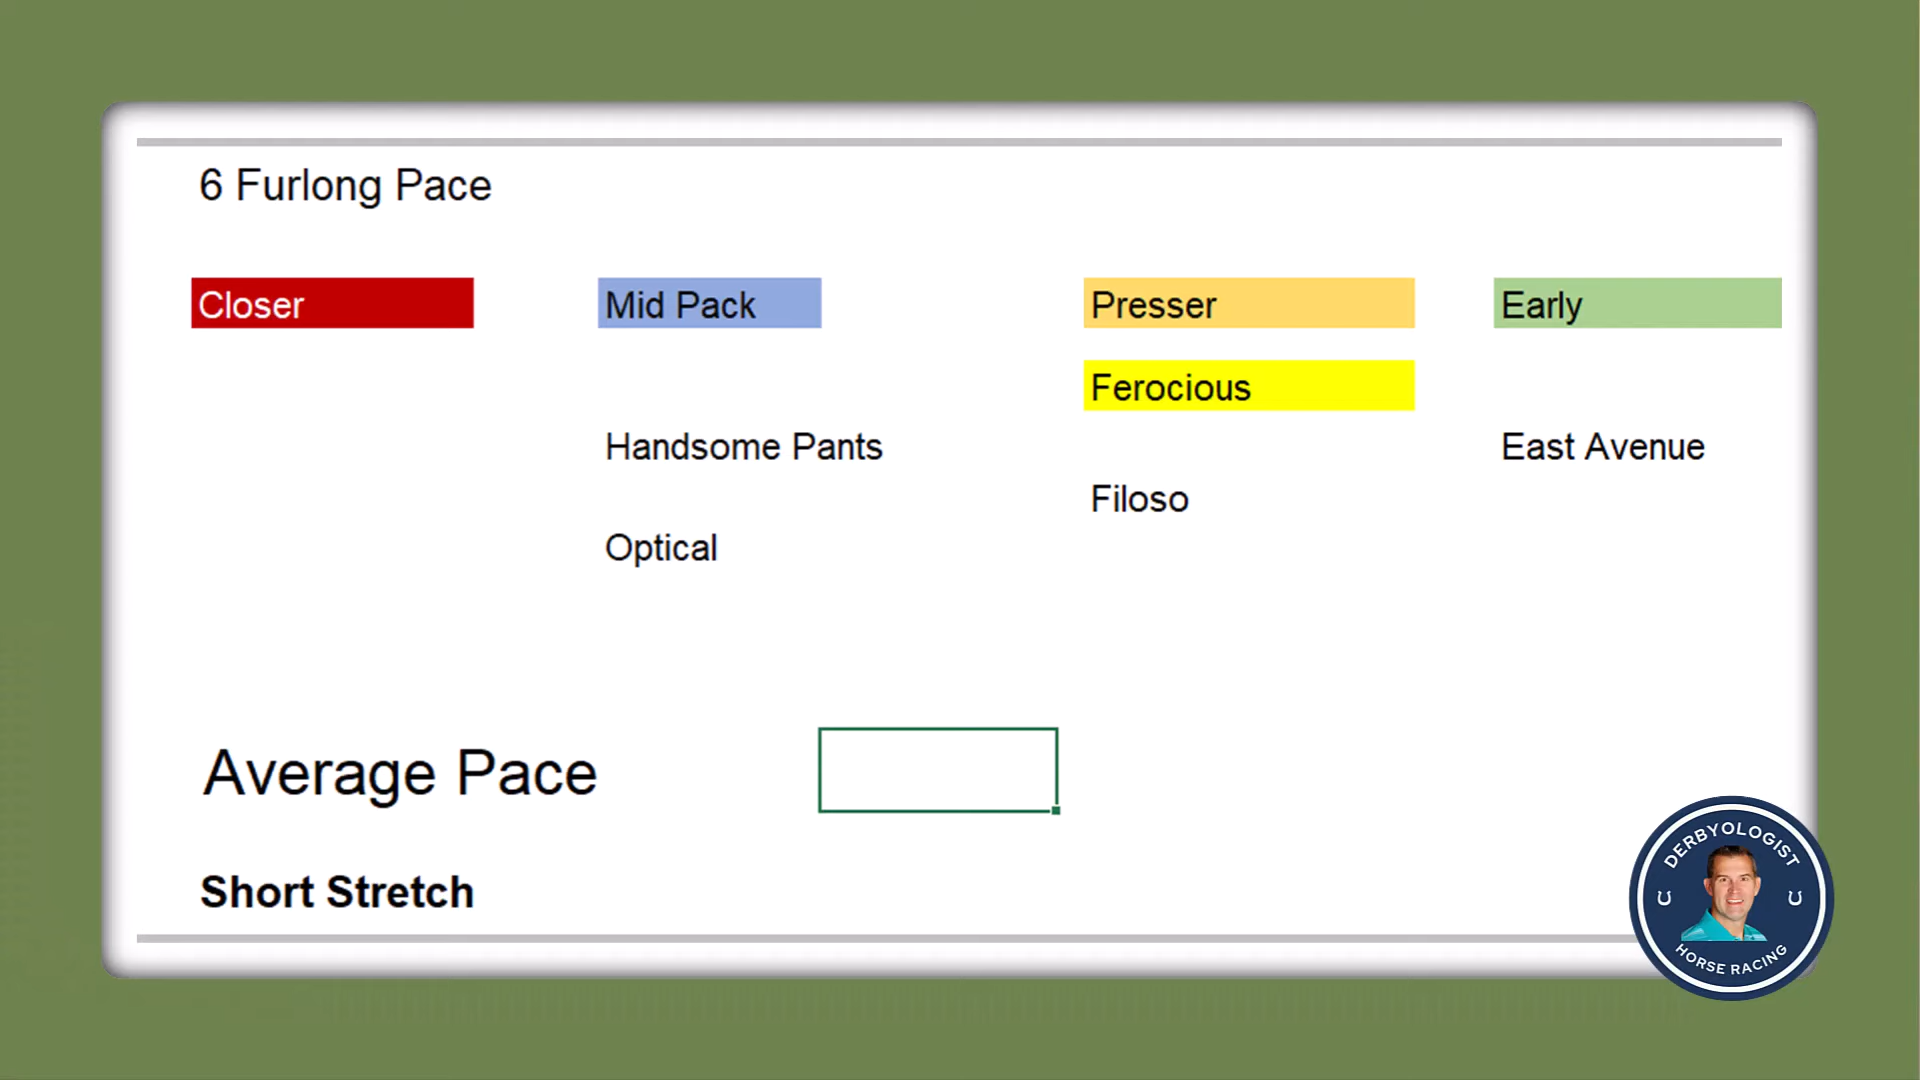 6 Furlong Pace
Closer Mid Pack Presser Early
Ferocious
Handsome Pants East Avenue
Filoso
Optical
Average Pace
Short Stretch
DERBYOLOGIST
HORSE RACING